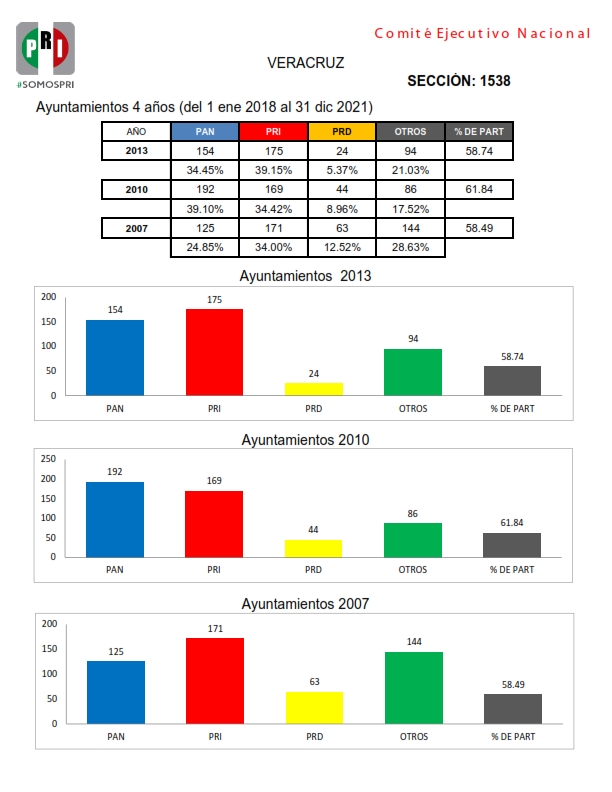 Comité Ejecutivo Nacional
PRI
#SOMOSPRI
VERACRUZ
SECCIÓN: 1538
Ayuntamientos 4 años (del 1 ene 2018 al 31 dic 2021)
AÑO PAN PRI PRD OTROS % DE PART
2013 154 175 24 94 58.74
34.45% 39.15% 5.37% 21.03%
2010 192 169 44 86 61.84
39.10% 34.42% 8.96% 17.52%
2007 125 171 63 144 58.49
24.85% 34.00% 12.52% 28.63%
Ayuntamientos 2013
200
150
100
50
0
154 175 24 94 58.74
PAN PRI PRD OTROS % DE PART
Ayuntamientos 2010
250
200
150
100
50
0
192 169 44 86 61.84
PAN PRI PRD OTROS % DE PART
Ayuntamientos 2007
200
150
100
50
0
125 171 63 144 58.49
PAN PRI PRD OTROS % DE PART